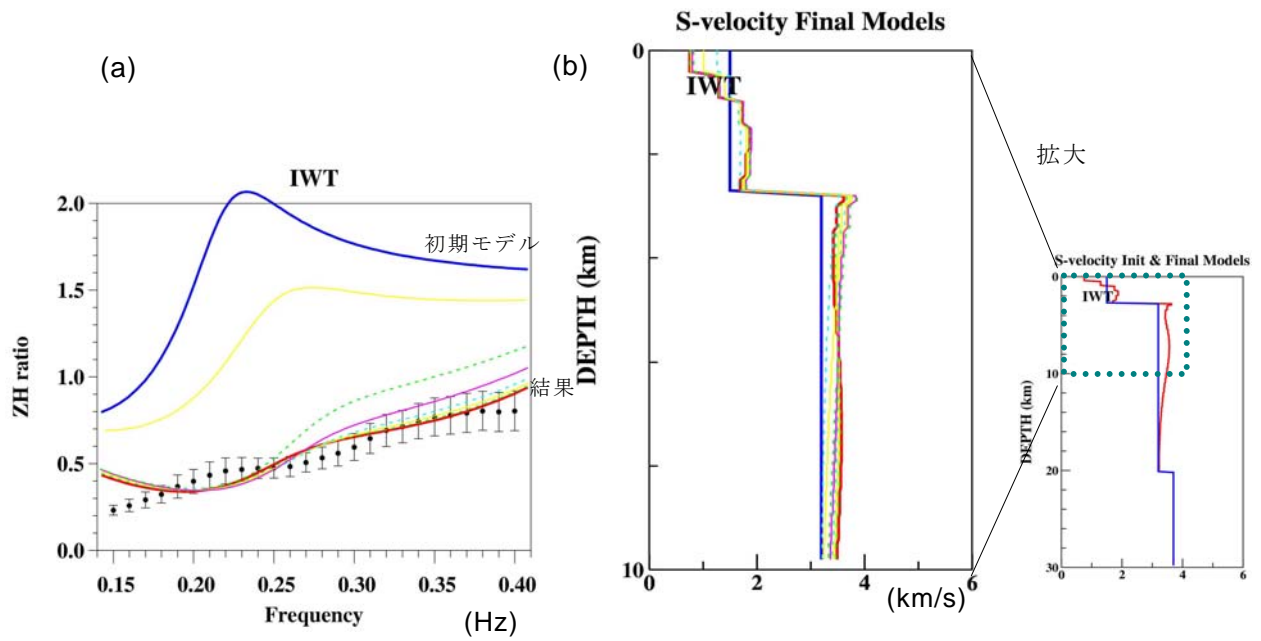 (a)
IWT
2.0
1.5
1.0
0.5
0.0
ZH ratio
初期モデル
結果
0.15 0.20 0.25 0.30 0.35 0.40
Frequency
(Hz)
S-velocity Final Models
(b)
0
IWT
DEPTH (km)
10
0 2 4 6
(km/s)
拡大
S-velocity Init & Final Models
0
IWT
10
DEPTH (km)
20
30
0 2 4 6